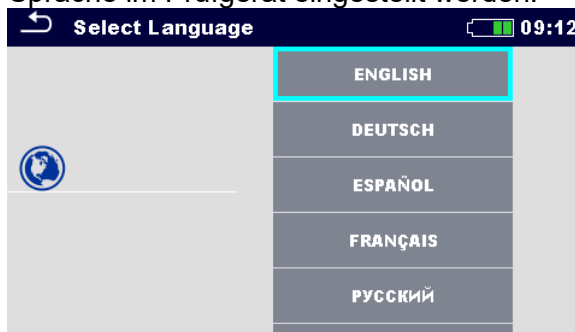 Sprache im Prüfgerät eingestellt werden.
Select Language 09:12
ENGLISH
DEUTSCH
ESPAÑOL
FRANÇAIS
РУССКИЙ